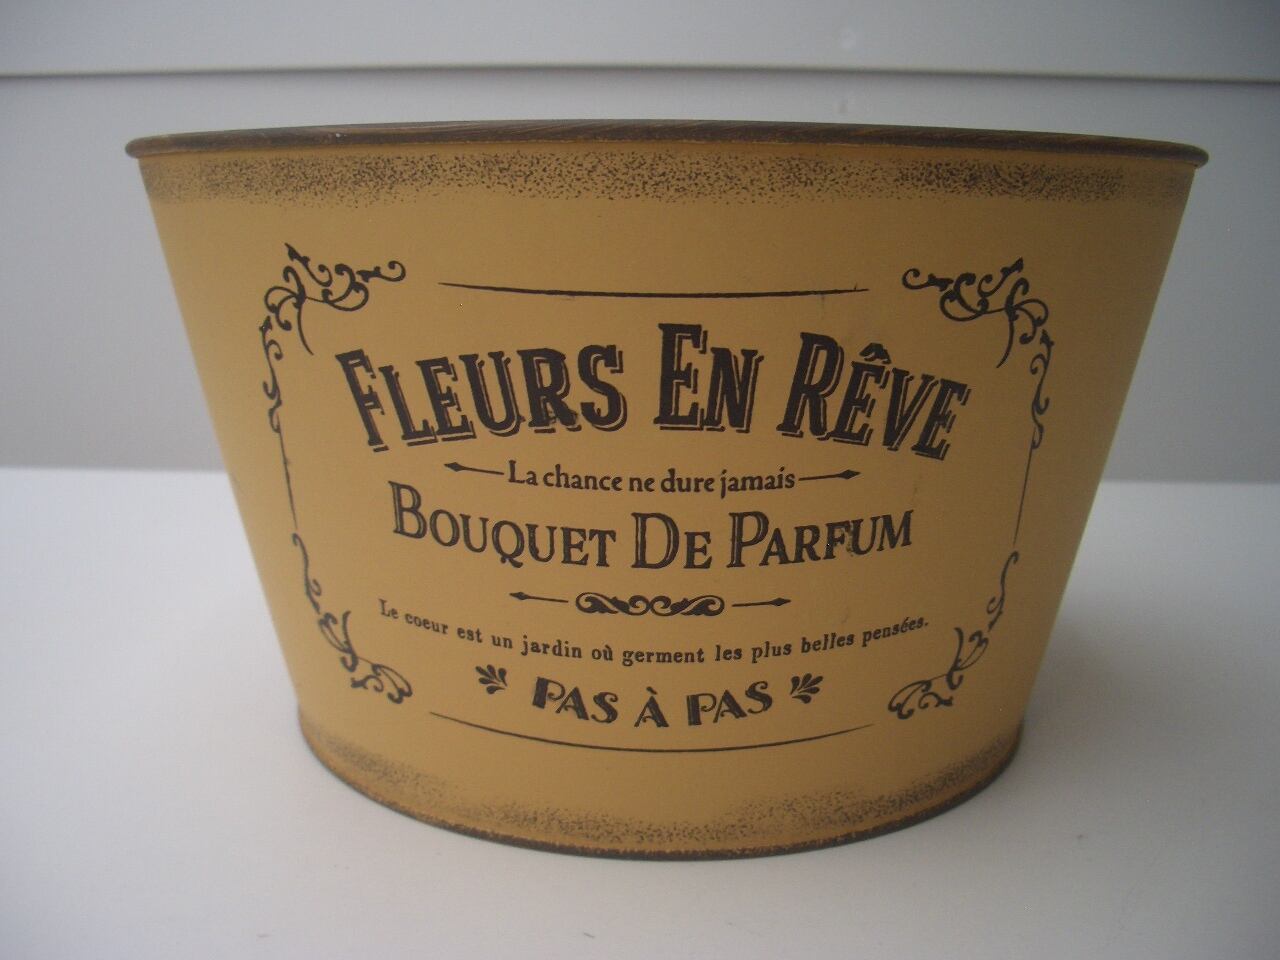 FLEURS EN RÊVE
La chance ne dure jamais
BOUQUET DE PARFUM
Le coeur est un jardin où germent les plus belles pensées.
PAS À PAS